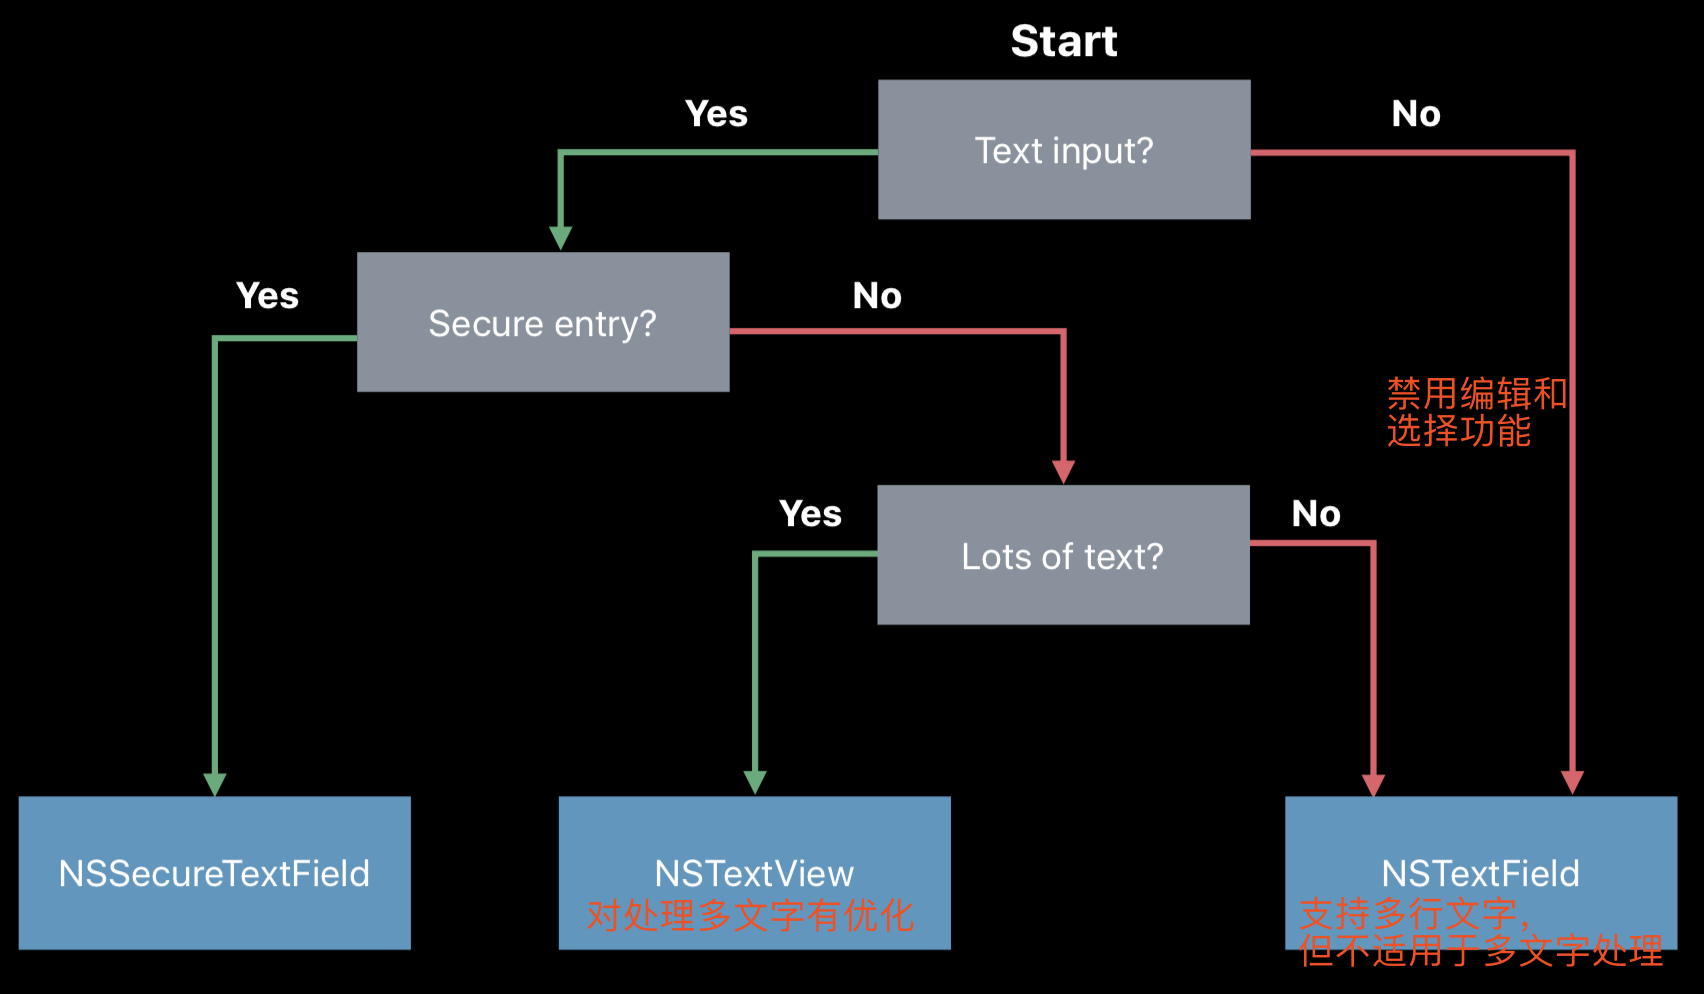 Start
Yes
No
Text input?
Yes
No
Secure entry?
禁用编辑和
选择功能
Yes
No
Lots of text?
NSSecureTextField
NSTextView
对处理多文字有优化
NSTextField
支持多行文字，
但不适用于多文字处理